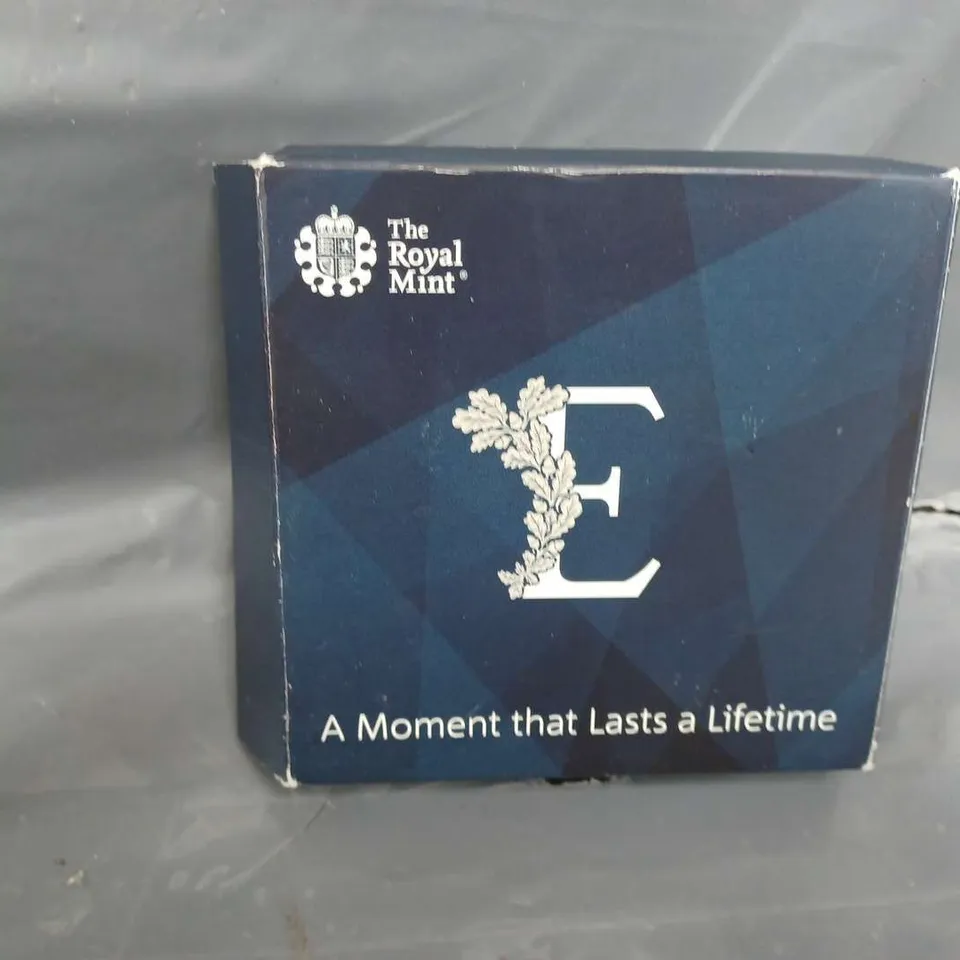 The
Royal
Mint®
E
A Moment that Lasts a Lifetime